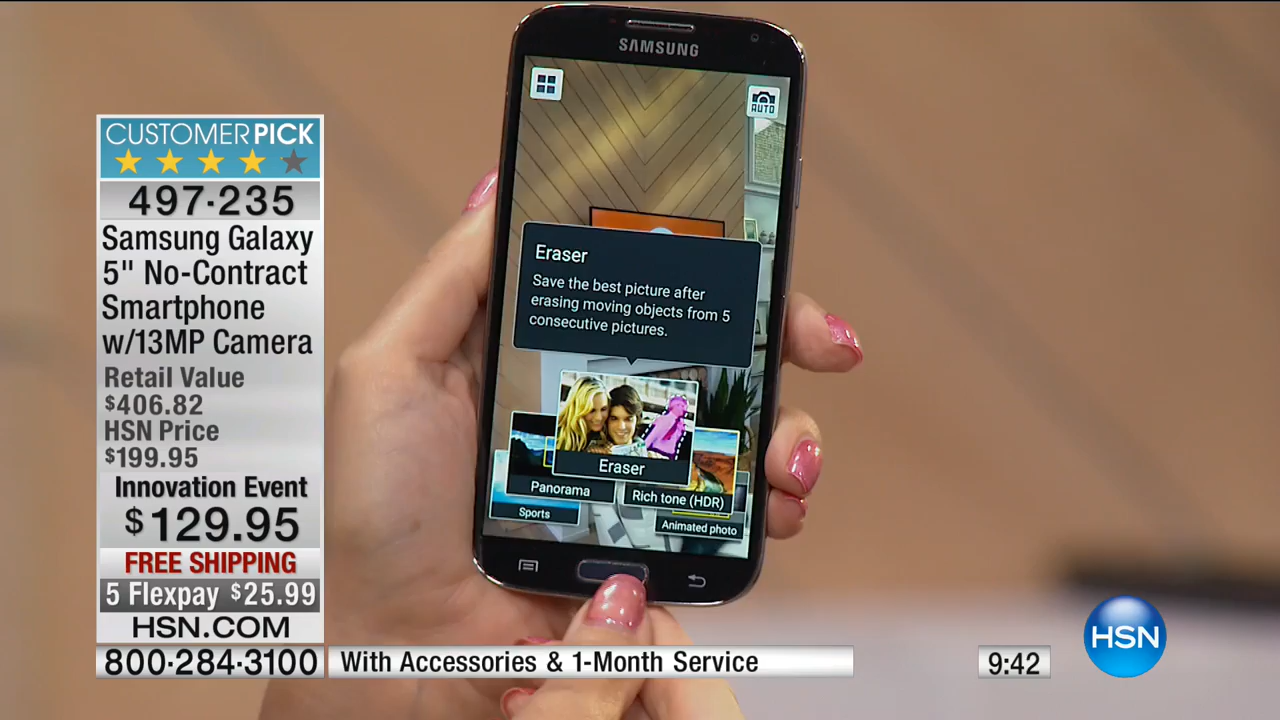 CUSTOMER PICK
497-235
Samsung Galaxy
5" No-Contract
Smartphone
w/13MP Camera
Retail Value
$406.82
HSN Price
$199.95
Innovation Event
$129.95
FREE SHIPPING
5 Flexpay $25.99
HSN.COM
800-284-3100
With Accessories & 1-Month Service
9:42
HSN
SAMSUNG
AUTO
Eraser
Save the best picture after
erasing moving objects from 5
consecutive pictures.
Eraser
Panorama
Rich tone (HDR)
Sports
Animated photo